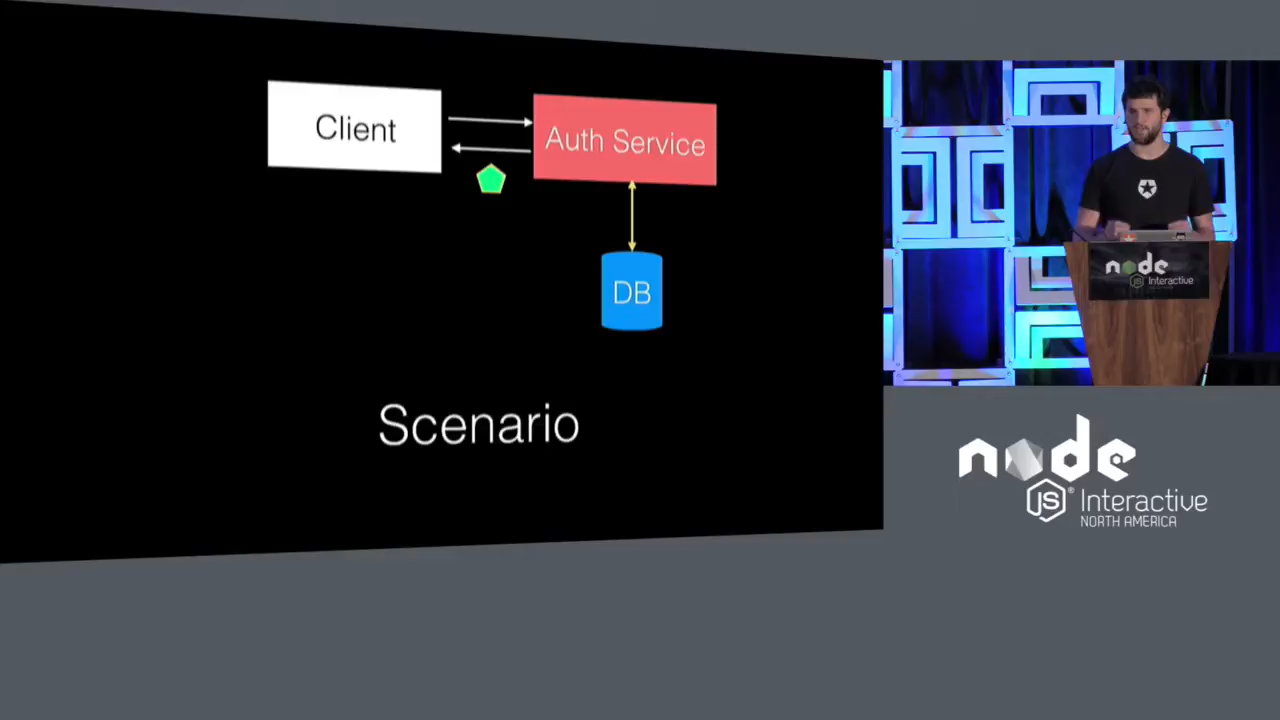 Client
Auth Service
DB
Scenario
node
JS Interactive
node
JS® Interactive
NORTH AMERICA